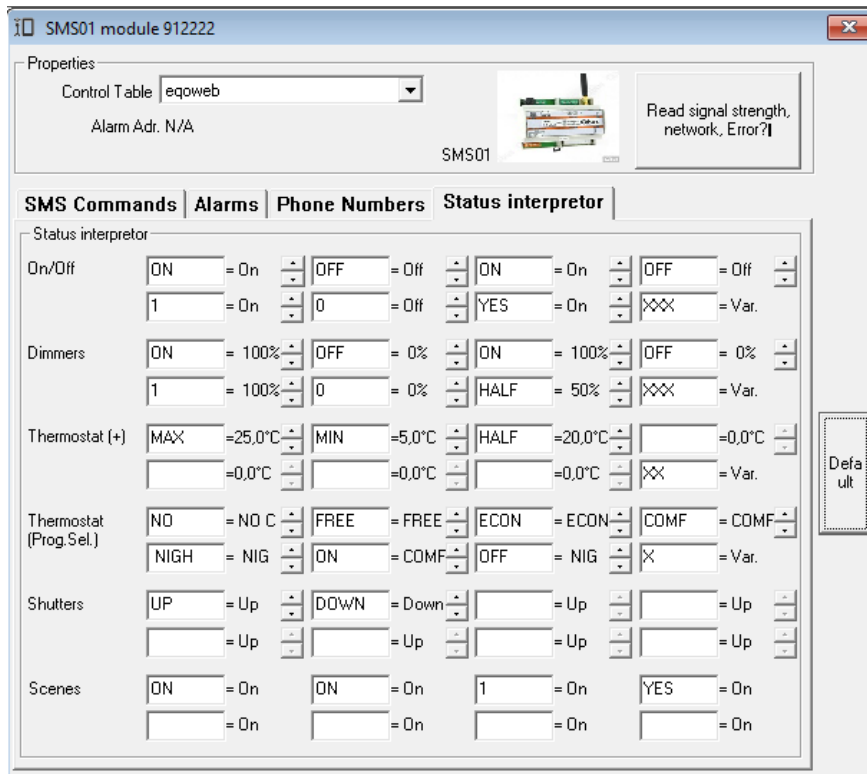 SMS01 module 912222
Properties
Control Table eqoweb
Alarm Adr. N/A
SMS01
Read signal strength,
network, Error?
SMS Commands Alarms Phone Numbers Status interpretor
Status interpretor
On/Off ON = On OFF = Off ON = On OFF = Off
1 = On 0 = Off YES = On XXX = Var.
Dimmers ON = 100% OFF = 0% ON = 100% OFF = 0%
1 = 100% 0 = 0% HALF = 50% XXX = Var.
Thermostat (+) MAX =25,0°C MIN =5,0°C HALF =20,0°C =0,0°C
=0,0°C =0,0°C =0,0°C XX = Var.
Thermostat
(Prog.Sel.) NO = NO C FREE = FREE ECON = ECON COMF = COMF
NIGH = NIG ON = COMF OFF = NIG X = Var.
Shutters UP = Up DOWN = Down = Up = Up
= Up = Up = Up = Up
Scenes ON = On ON = On 1 = On YES = On
= On = On = On = On
Defa
ult